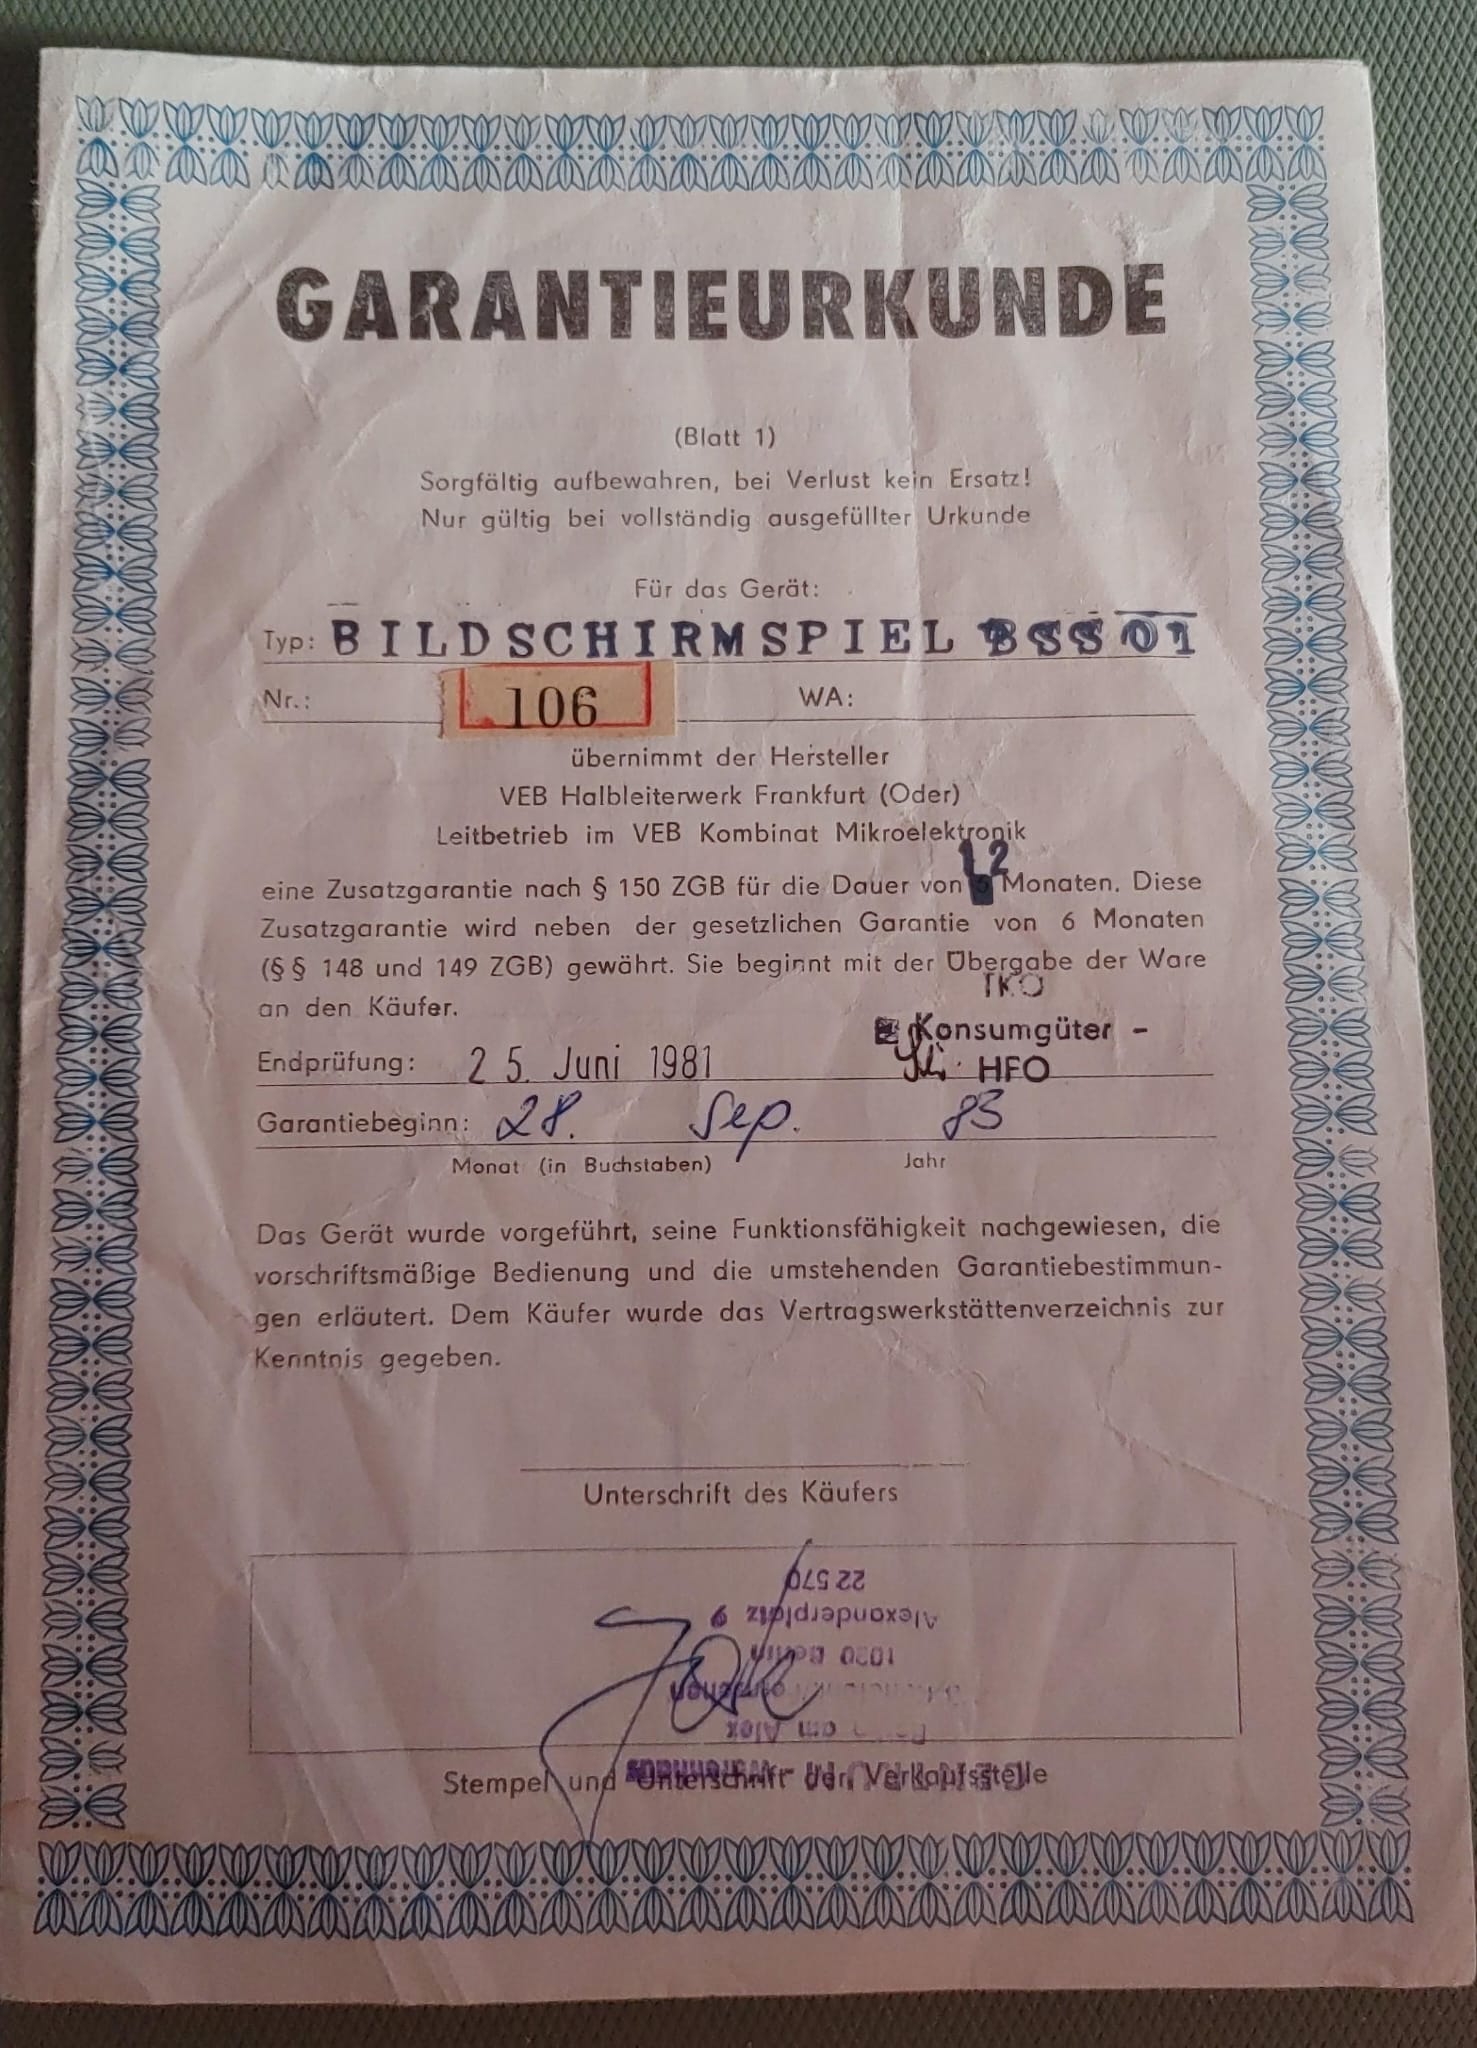 GARANTIEURKUNDE
(Blatt 1)
Sorgfältig aufbewahren, bei Verlust kein Ersatz!
Nur gültig bei vollständig ausgefüllter Urkunde
Für das Gerät:
Typ: BILDSCHIRMSPIEL BSS 01
Nr.: 106 WA:
übernimmt der Hersteller
VEB Halbleiterwerk Frankfurt (Oder)
Leitbetrieb im VEB Kombinat Mikroelektronik
12
eine Zusatzgarantie nach § 150 ZGB für die Dauer von Monaten. Diese
Zusatzgarantie wird neben der gesetzlichen Garantie von 6 Monaten
(§ § 148 und 149 ZGB) gewährt. Sie beginnt mit der Übergabe der Ware
an den Käufer.
TKO
Konsumgüter -
HFO
Endprüfung: 25. Juni 1981
Garantiebeginn: 28. Sep. 83
Monat (in Buchstaben) Jahr
Das Gerät wurde vorgeführt, seine Funktionsfähigkeit nachgewiesen, die
vorschriftsmäßige Bedienung und die umstehenden Garantiebestimmun-
gen erläutert. Dem Käufer wurde das Vertragswerkstättenverzeichnis zur
Kenntnis gegeben.
Unterschrift des Käufers
CENTRUM-Warenhaus
am Alex
1020 Berlin
Alexanderplatz 9
22 570
Stempel und Unterschrift der Verkaufsstelle